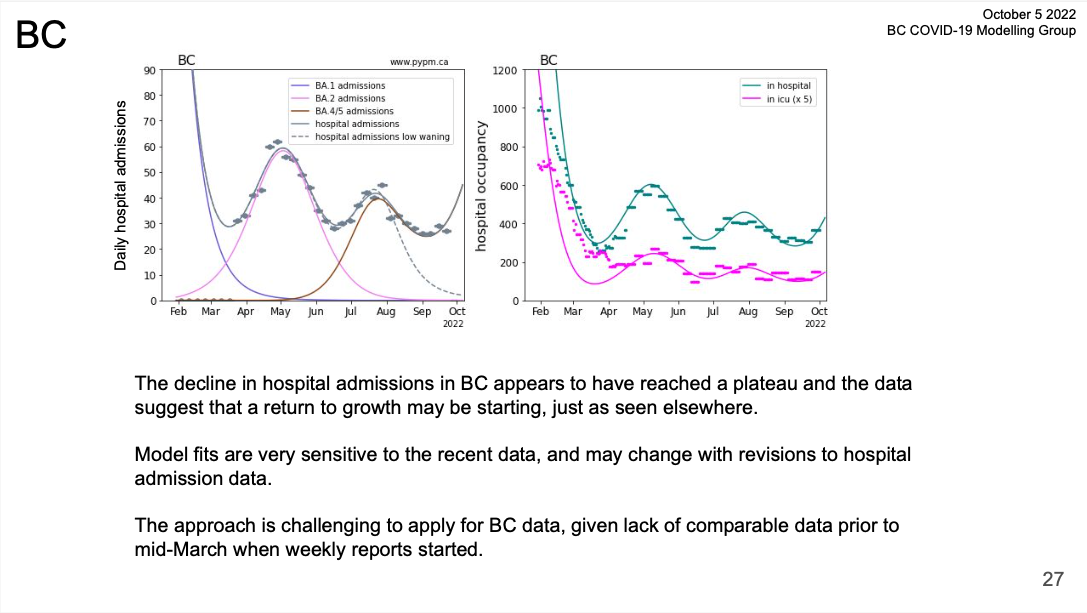 BC
October 5 2022
BC COVID-19 Modelling Group
BC
www.pypm.ca
Daily hospital admissions
90
80
70
60
50
40
30
20
10
0
BA.1 admissions
BA.2 admissions
BA.4/5 admissions
hospital admissions
hospital admissions low waning
Feb Mar Apr May Jun Jul Aug Sep Oct
2022
BC
hospital occupancy
1200
1000
800
600
400
200
0
in hospital
in icu (x 5)
Feb Mar Apr May Jun Jul Aug Sep Oct
2022
The decline in hospital admissions in BC appears to have reached a plateau and the data
suggest that a return to growth may be starting, just as seen elsewhere.
Model fits are very sensitive to the recent data, and may change with revisions to hospital
admission data.
The approach is challenging to apply for BC data, given lack of comparable data prior to
mid-March when weekly reports started.
27